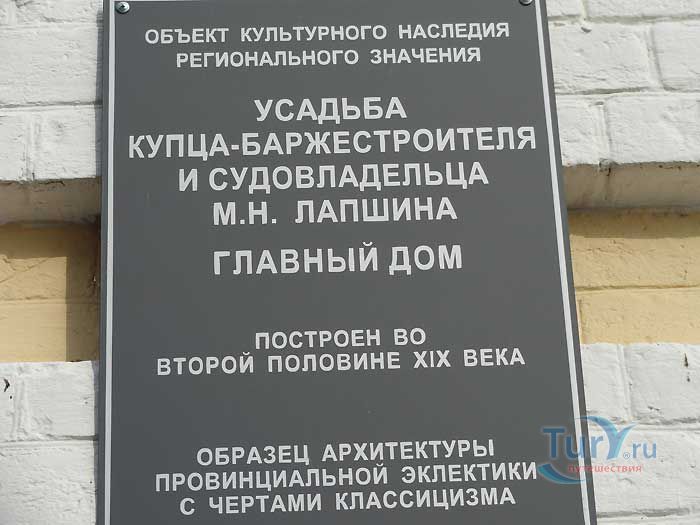 ОБЪЕКТ КУЛЬТУРНОГО НАСЛЕДИЯ
РЕГИОНАЛЬНОГО ЗНАЧЕНИЯ
УСАДЬБА
КУПЦА-БАРЖЕСТРОИТЕЛЯ
И СУДОВЛАДЕЛЬЦА
М.Н. ЛАПШИНА
ГЛАВНЫЙ ДОМ
ПОСТРОЕН ВО
ВТОРОЙ ПОЛОВИНЕ XIX ВЕКА
ОБРАЗЕЦ АРХИТЕКТУРЫ
ПРОВИНЦИАЛЬНОЙ ЭКЛЕКТИКИ
С ЧЕРТАМИ КЛАССИЦИЗМА
TurY.ru
путешествия